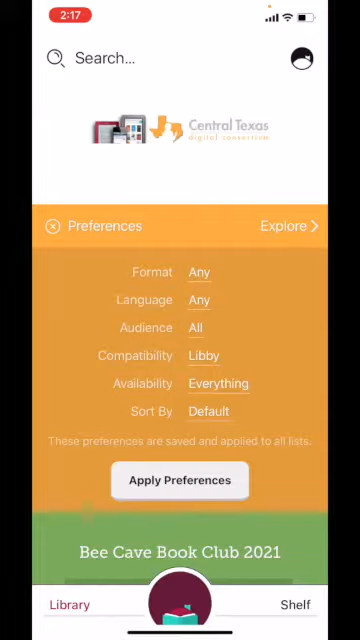 2:17
Search...
Central Texas
digital consortium
Preferences
Explore
Format Any
Language Any
Audience All
Compatibility Libby
Availability Everything
Sort By Default
These preferences are saved and applied to all lists.
Apply Preferences
Bee Cave Book Club 2021
Library
Shelf